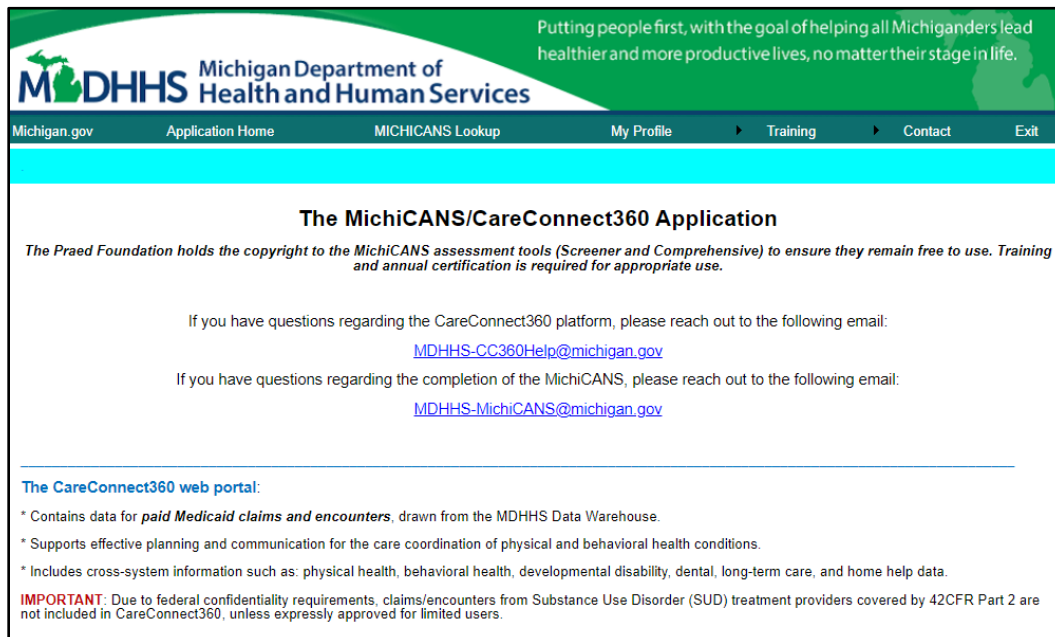 Putting people first, with the goal of helping all Michiganders lead
healthier and more productive lives, no matter their stage in life.
MDHHS Michigan Department of
Health and Human Services
Michigan.gov Application Home MICHICANS Lookup My Profile Training Contact Exit
The MichiCANS/CareConnect360 Application
The Praed Foundation holds the copyright to the MichiCANS assessment tools (Screener and Comprehensive) to ensure they remain free to use. Training
and annual certification is required for appropriate use.
If you have questions regarding the CareConnect360 platform, please reach out to the following email:
MDHHS-CC360Help@michigan.gov
If you have questions regarding the completion of the MichiCANS, please reach out to the following email:
MDHHS-MichiCANS@michigan.gov
The CareConnect360 web portal:
* Contains data for paid Medicaid claims and encounters, drawn from the MDHHS Data Warehouse.
* Supports effective planning and communication for the care coordination of physical and behavioral health conditions.
* Includes cross-system information such as: physical health, behavioral health, developmental disability, dental, long-term care, and home help data.
IMPORTANT: Due to federal confidentiality requirements, claims/encounters from Substance Use Disorder (SUD) treatment providers covered by 42CFR Part 2 are
not included in CareConnect360, unless expressly approved for limited users.